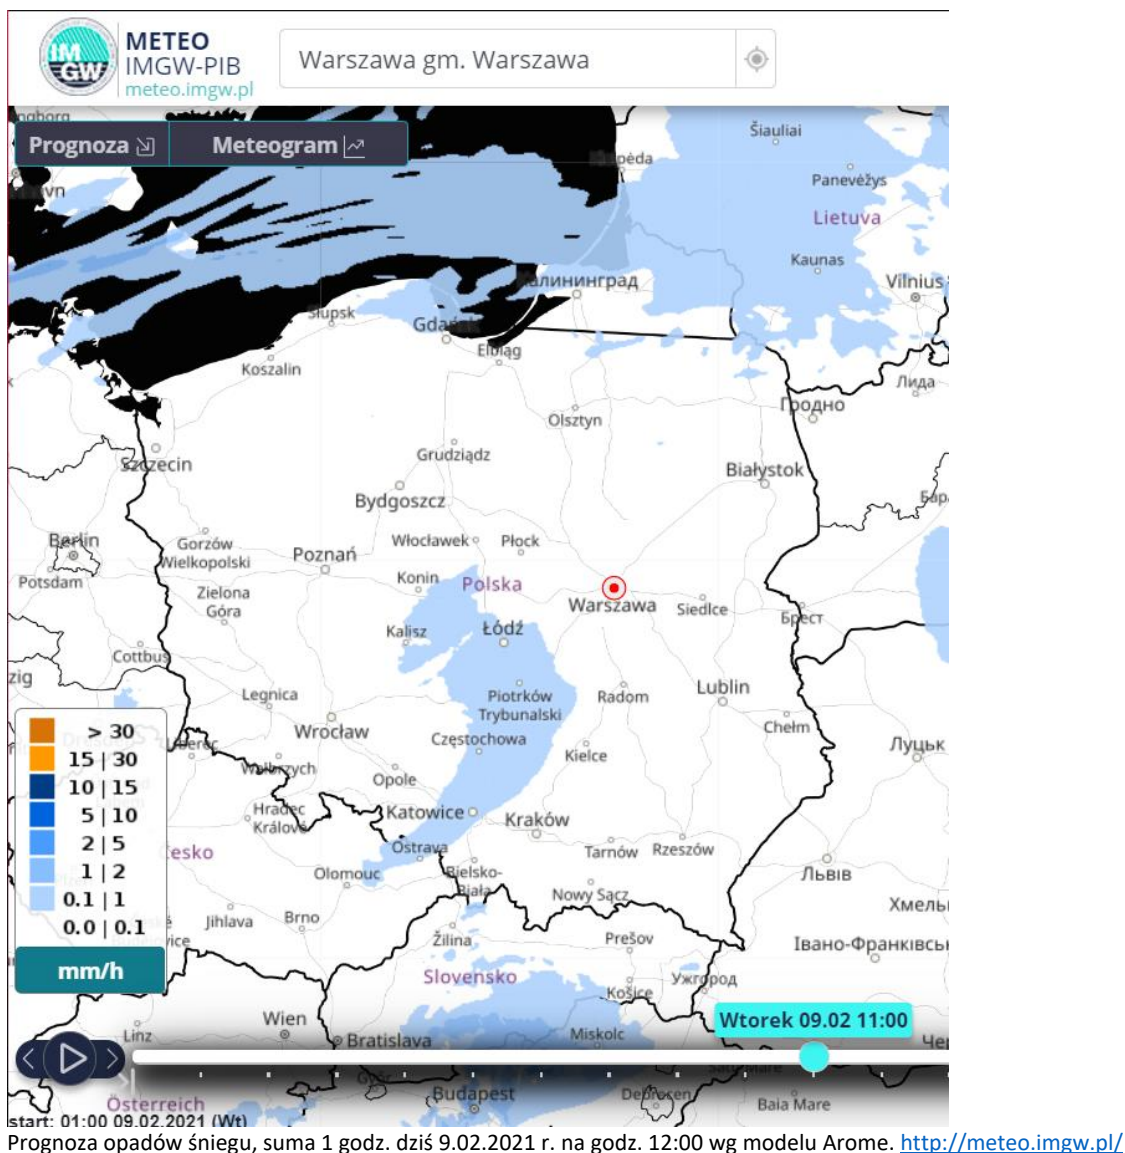 METEO
IMGW-PIB
meteo.imgw.pl
IM
GW
Warszawa gm. Warszawa
Prognoza
Meteogram
Šiauliai
Panevėžys
Lietuva
Kaunas
Vilnius
Słupsk
Gdańsk
Elbląg
Koszalin
Лида
Гродно
Olsztyn
Grudziądz
Szczecin
Białystok
Bydgoszcz
Berlin
Gorzów
Wielkopolski
Poznań
Włocławek
Płock
Potsdam
Konin
Polska
Zielona
Góra
Warszawa
Siedlce
Брест
Kalisz
Łódź
Cottbus
Legnica
Piotrków
Trybunalski
Radom
Lublin
Chełm
Wrocław
Częstochowa
Kielce
Луцьк
Wałbrzych
Opole
Hradec
Králové
Katowice
Kraków
Ostrava
Tarnów
Rzeszów
Olomouc
Bielsko-
Biała
Nowy Sącz
Львів
Jihlava
Brno
Žilina
Prešov
Slovensko
Košice
Ужгород
> 30
15 | 30
10 | 15
5 | 10
2 | 5
1 | 2
0.1 | 1
0.0 | 0.1
mm/h
Wtorek 09.02 11:00
Linz
Wien
Bratislava
Miskolc
Österreich
Budapest
Debrecen
Baia Mare
start: 01:00 09.02.2021 (Wt)
Prognoza opadów śniegu, suma 1 godz. dziś 9.02.2021 r. na godz. 12:00 wg modelu Arome. http://meteo.imgw.pl/